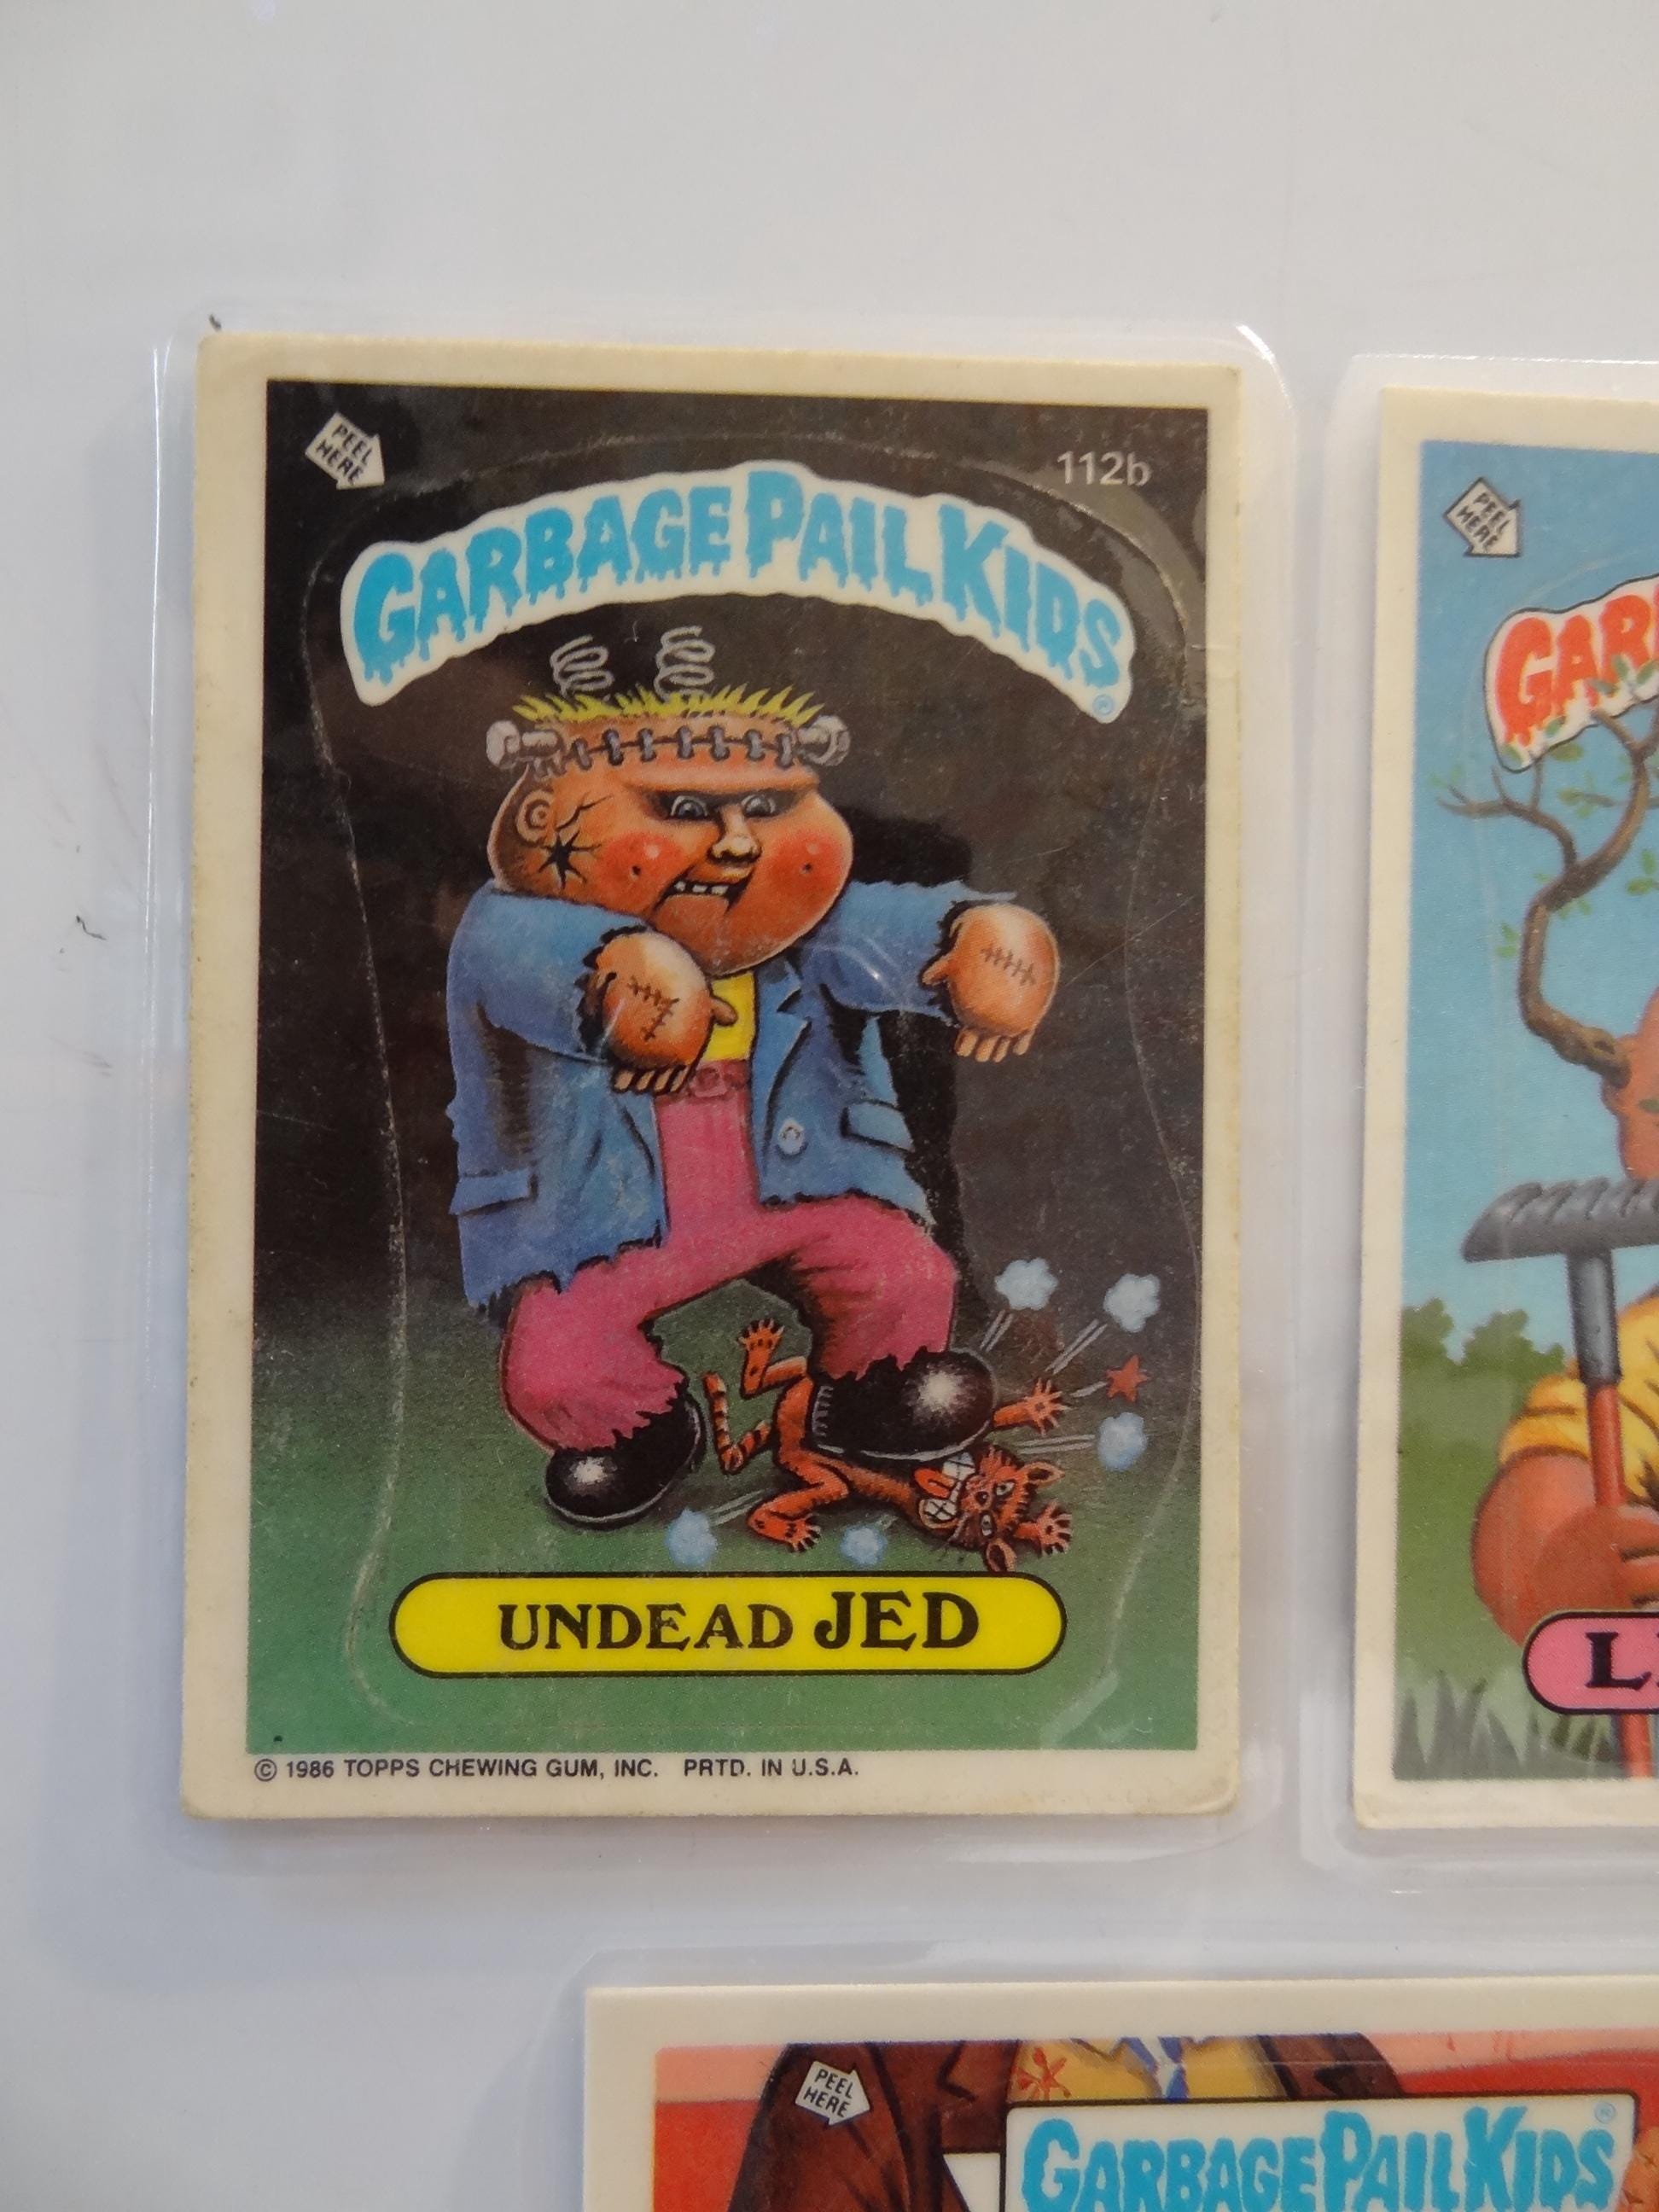 PEEL
HERE
112b
GARBAGE PAIL KIDS
®
UNDEAD JED
© 1986 TOPPS CHEWING GUM, INC. PRTD. IN U.S.A.
PEEL
HERE
GAR
L
PEEL
HERE
GARBAGE PAIL KIDS
®